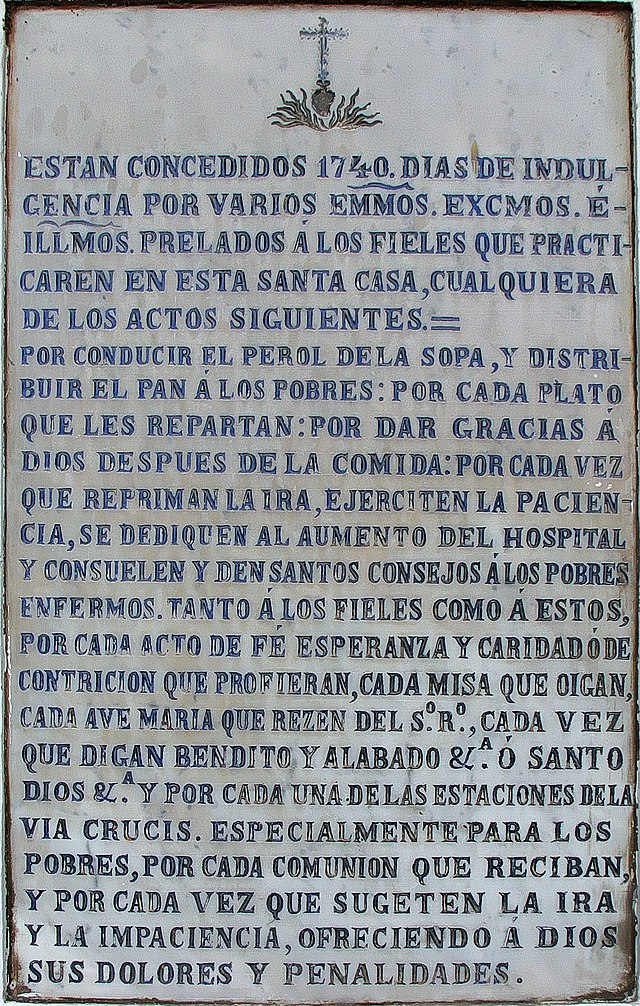 ESTAN CONCEDIDOS 1740. DIAS DE INDUL-
GENCIA POR VARIOS EMMOS. EXCMOS. É-
ILLMOS. PRELADOS Á LOS FIELES QUE PRACTI-
CAREN EN ESTA SANTA CASA, CUALQUIERA
DE LOS ACTOS SIGUIENTES.=
POR CONDUCIR EL PEROL DE LA SOPA, Y DISTRI-
BUIR EL PAN Á LOS POBRES: POR CADA PLATO
QUE LES REPARTAN: POR DAR GRACIAS Á
DIOS DESPUES DE LA COMIDA: POR CADA VEZ
QUE REPRIMAN LA IRA, EJERCITEN LA PACIEN-
CIA, SE DEDIQUEN AL AUMENTO DEL HOSPITAL
Y CONSUELEN Y DEN SANTOS CONSEJOS Á LOS POBRES
ENFERMOS. TANTO Á LOS FIELES COMO Á ESTOS,
POR CADA ACTO DE FÉ ESPERANZA Y CARIDAD Ó DE
CONTRICION QUE PROFIERAN, CADA MISA QUE OIGAN,
CADA AVE MARIA QUE REZEN DEL S.º R.º, CADA VEZ
QUE DIGAN BENDITO Y ALABADO &.ᴬ Ó SANTO
DIOS &.ᴬ Y POR CADA UNA DE LAS ESTACIONES DE LA
VIA CRUCIS. ESPECIALMENTE PARA LOS
POBRES, POR CADA COMUNION QUE RECIBAN,
Y POR CADA VEZ QUE SUGETEN LA IRA
Y LA IMPACIENCIA, OFRECIENDO Á DIOS
SUS DOLORES Y PENALIDADES.